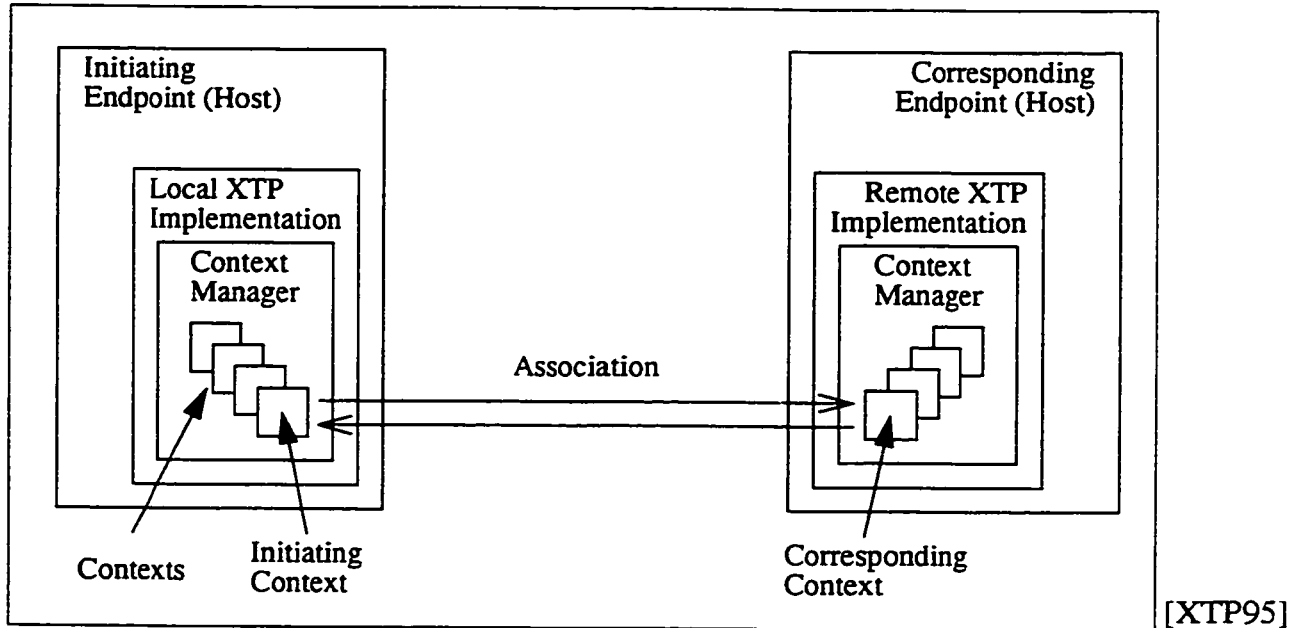 Initiating
Endpoint (Host)
Corresponding
Endpoint (Host)
Local XTP
Implementation
Remote XTP
Implementation
Context
Manager
Context
Manager
Association
Contexts
Initiating
Context
Corresponding
Context
[XTP95]